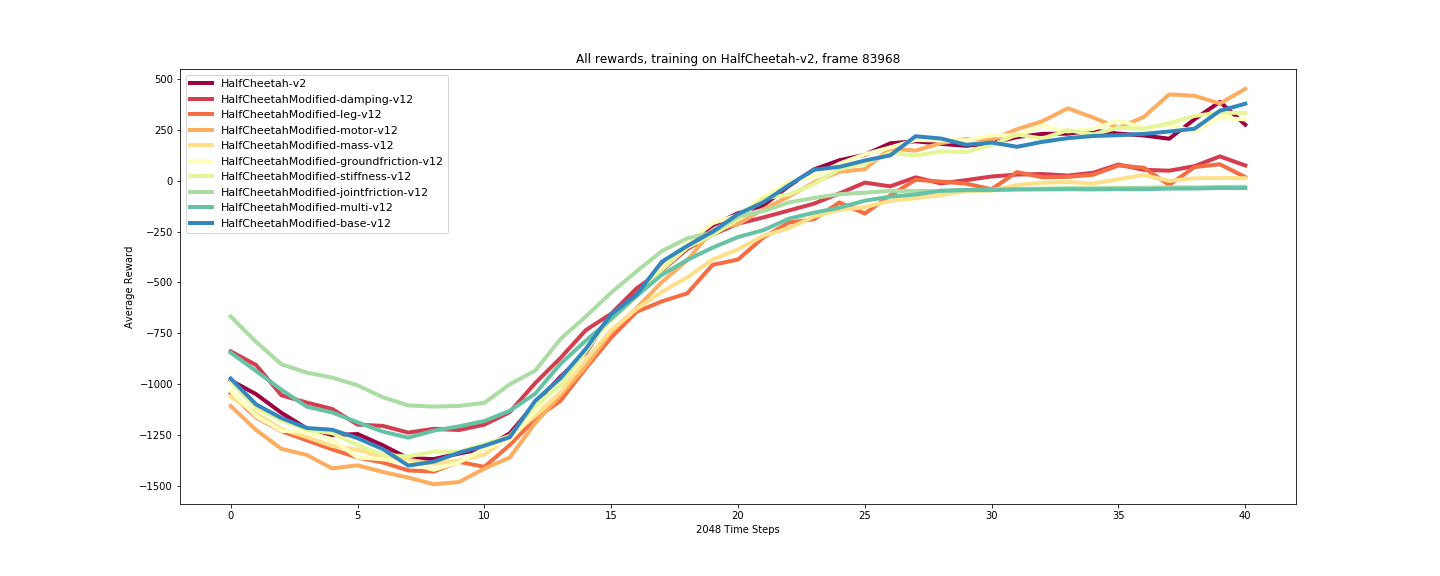 All rewards, training on HalfCheetah-v2, frame 83968
HalfCheetah-v2
HalfCheetahModified-damping-v12
HalfCheetahModified-leg-v12
HalfCheetahModified-motor-v12
HalfCheetahModified-mass-v12
HalfCheetahModified-groundfriction-v12
HalfCheetahModified-stiffness-v12
HalfCheetahModified-jointfriction-v12
HalfCheetahModified-multi-v12
HalfCheetahModified-base-v12
Average Reward
500
250
0
−250
−500
−750
−1000
−1250
−1500
0 5 10 15 20 25 30 35 40
2048 Time Steps